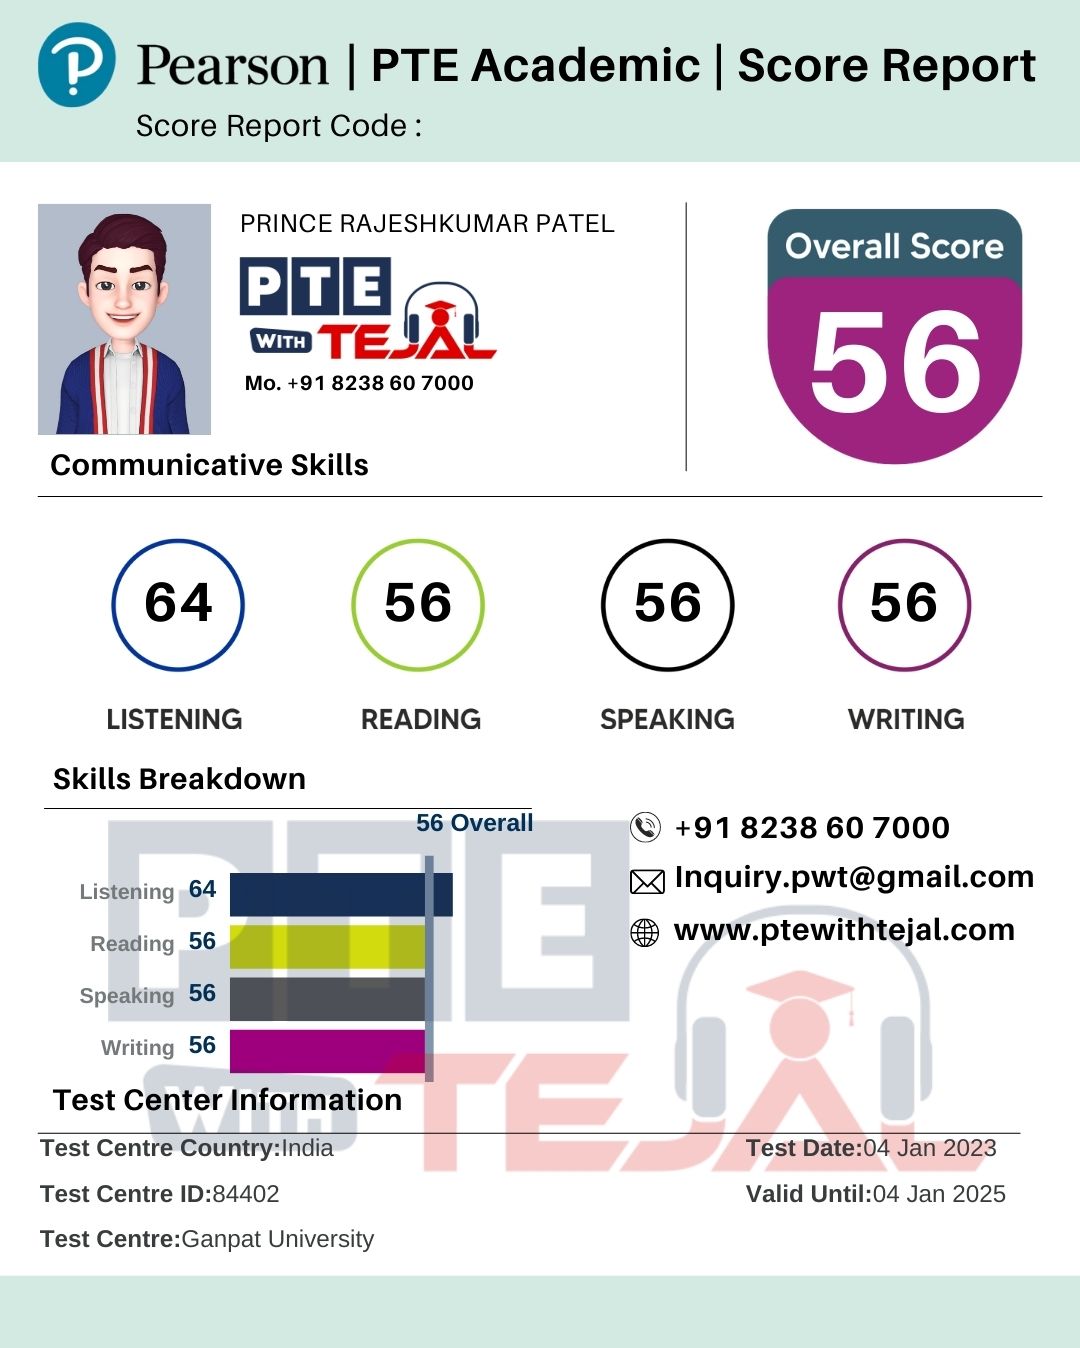 Pearson | PTE Academic | Score Report
Score Report Code :
PRINCE RAJESHKUMAR PATEL
PTE
WITH TEJAL
Mo. +91 8238 60 7000
Overall Score
56
Communicative Skills
64 56 56 56
LISTENING READING SPEAKING WRITING
Skills Breakdown
56 Overall
Listening 64
Reading 56
Speaking 56
Writing 56
+91 8238 60 7000
Inquiry.pwt@gmail.com
www.ptewithtejal.com
PTE
WITH TEJAL
Test Center Information
Test Centre Country:India
Test Date:04 Jan 2023
Test Centre ID:84402
Valid Until:04 Jan 2025
Test Centre:Ganpat University